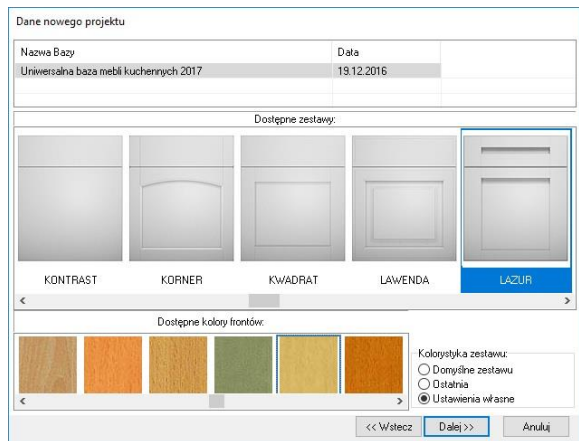 Dane nowego projektu
Nazwa Bazy Data
Uniwersalna baza mebli kuchennych 2017 19.12.2016
Dostępne zestawy:
KONTRAST KORNER KWADRAT LAWENDA LAZUR
Dostępne kolory frontów:
Kolorystyka zestawu:
Domyślne zestawu
Ostatnia
Ustawienia własne
<< Wstecz Dalej >> Anuluj